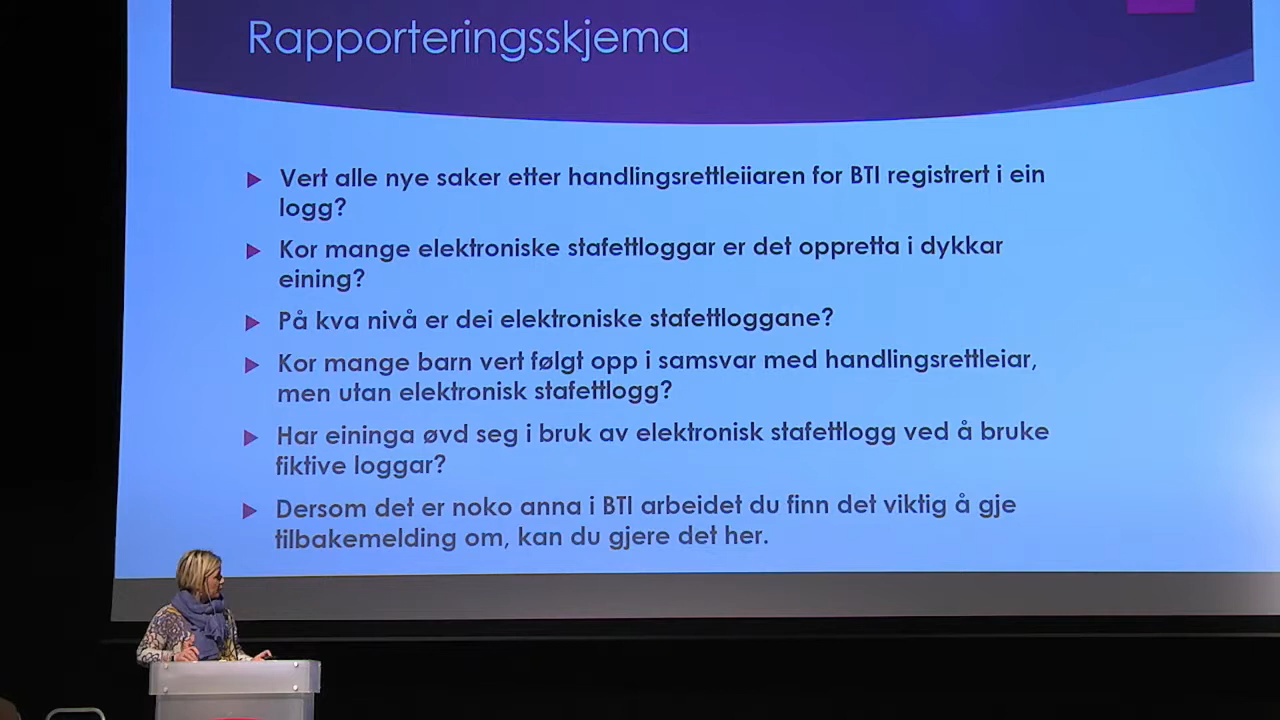 Rapporteringsskjema
Vert alle nye saker etter handlingsrettleiiaren for BTI registrert i ein
logg?
Kor mange elektroniske stafettloggar er det oppretta i dykkar
eining?
På kva nivå er dei elektroniske stafettloggane?
Kor mange barn vert følgt opp i samsvar med handlingsrettleiar,
men utan elektronisk stafettlogg?
Har eininga øvd seg i bruk av elektronisk stafettlogg ved å bruke
fiktive loggar?
Dersom det er noko anna i BTI arbeidet du finn det viktig å gje
tilbakemelding om, kan du gjere det her.